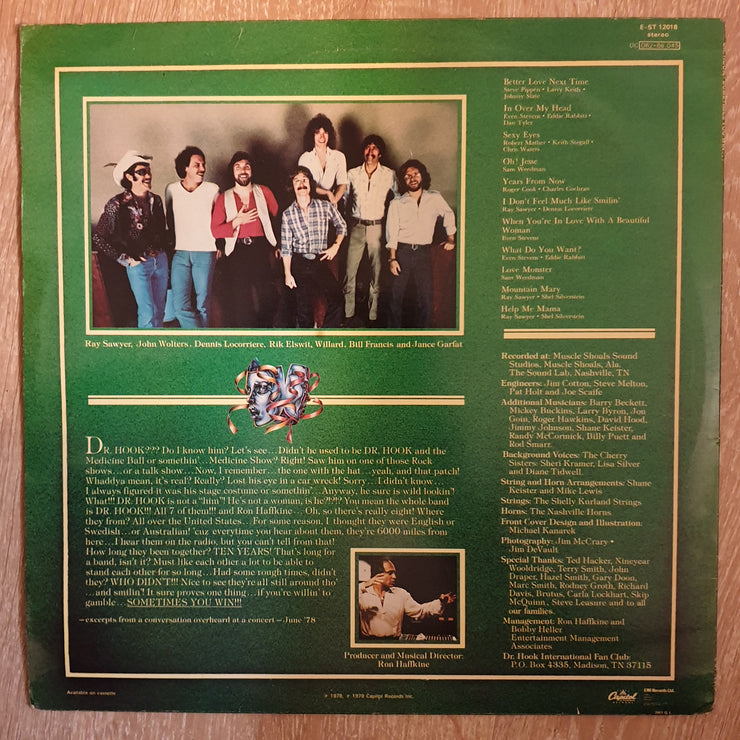 E-ST 12018
stereo
Better Love Next Time
Steve Pippin • Larry Keith •
Johnny Slate
In Over My Head
Even Stevens • Eddie Rabbitt •
Dan Tyler
Sexy Eyes
Robert Mather • Keith Stegall •
Chris Waters
Oh! Jesse
Sam Weedman
Years From Now
Roger Cook • Charles Cochran
I Don't Feel Much Like Smilin'
Ray Sawyer • Dennis Locorriere
When You're In Love With A Beautiful
Woman
Even Stevens
What Do You Want?
Even Stevens • Eddie Rabbitt
Love Monster
Sam Weedman
Mountain Mary
Ray Sawyer • Shel Silverstein
Help Me Mama
Ray Sawyer • Shel Silverstein
Ray Sawyer, John Wolters, Dennis Locorriere, Rik Elswit, Willard, Bill Francis and Jance Garfat
DR. HOOK??? Do I know him? Let's see...Didn't he used to be DR. HOOK and the
Medicine Ball or somethin'...Medicine Show? Right! Saw him on one of those Rock
shows...or a talk show...Now, I remember...the one with the hat...yeah, and that patch!
Whaddya mean, it's real? Really? Lost his eye in a car wreck! Sorry...I didn't know...
I always figured it was his stage costume or somethin'...Anyway, he sure is wild lookin'!
What!!! DR. HOOK is not a "him"! He's not a woman, is he?!?!? You mean the whole band
is DR. HOOK!!! All 7 of them!!! and Ron Haffkine...Oh, so there's really eight! Where
they from? All over the United States...For some reason, I thought they were English or
Swedish...or Australian! 'cuz everytime you hear about them, they're 6000 miles from
here...I hear them on the radio, but you can't tell from that!
How long they been together? TEN YEARS! That's long for a
band, isn't it? Must like each other a lot to be able to
stand each other for so long...Had some rough times, didn't
they? WHO DIDN'T!!! Nice to see they're all still around tho'
...and smilin'! It sure proves one thing...if you're willin' to
gamble...SOMETIMES YOU WIN!!!
—excerpts from a conversation overheard at a concert—June '78
Producer and Musical Director:
Ron Haffkine
Recorded at: Muscle Shoals Sound
Studios, Muscle Shoals, Ala.
The Sound Lab, Nashville, TN
Engineers: Jim Cotton, Steve Melton,
Pat Holt and Joe Scaife
Additional Musicians: Barry Beckett,
Mickey Buckins, Larry Byrom, Jon
Goin, Roger Hawkins, David Hood,
Jimmy Johnson, Shane Keister,
Randy McCormick, Billy Puett and
Rod Smarr.
Background Voices: The Cherry
Sisters: Sheri Kramer, Lisa Silver
and Diane Tidwell.
String and Horn Arrangements: Shane
Keister and Mike Lewis
Strings: The Shelly Kurland Strings
Horns: The Nashville Horns.
Front Cover Design and Illustration:
Michael Kanarek
Photography: Jim McCrary •
Jim DeVault
Special Thanks: Ted Hacker, Nineyear
Wooldridge, Terry Smith, John
Draper, Hazel Smith, Gary Doon,
Marc Smith, Rodney Groth, Richard
Davis, Brutus, Carla Lockhart, Skip
McQuinn, Steve Leasure and to all
our families.
Management: Ron Haffkine and
Bobby Heller
Entertainment Management
Associates
Dr. Hook International Fan Club:
P.O. Box 4335, Madison, TN 37115
Available on cassette
℗ 1978, ℗ 1979 Capitol Records Inc.
Capitol
EMI Records Ltd.